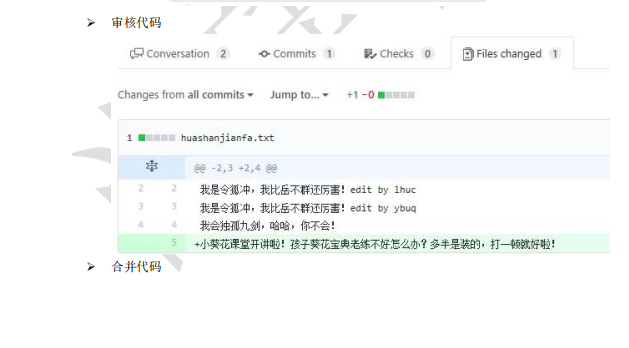 ➢ 审核代码
Conversation 2 Commits 1 Checks 0 Files changed 1
Changes from all commits Jump to... +1 −0
1 huashanjianfa.txt
@@ -2,3 +2,4 @@
2 2 我是令狐冲，我比岳不群还厉害！edit by lhuc
3 3 我是令狐冲，我比岳不群还厉害！edit by ybuq
4 4 我会独孤九剑，哈哈，你不会！
5 +小葵花课堂开讲啦！孩子葵花宝典老练不好怎么办？多半是装的，打一顿就好啦！
➢ 合并代码